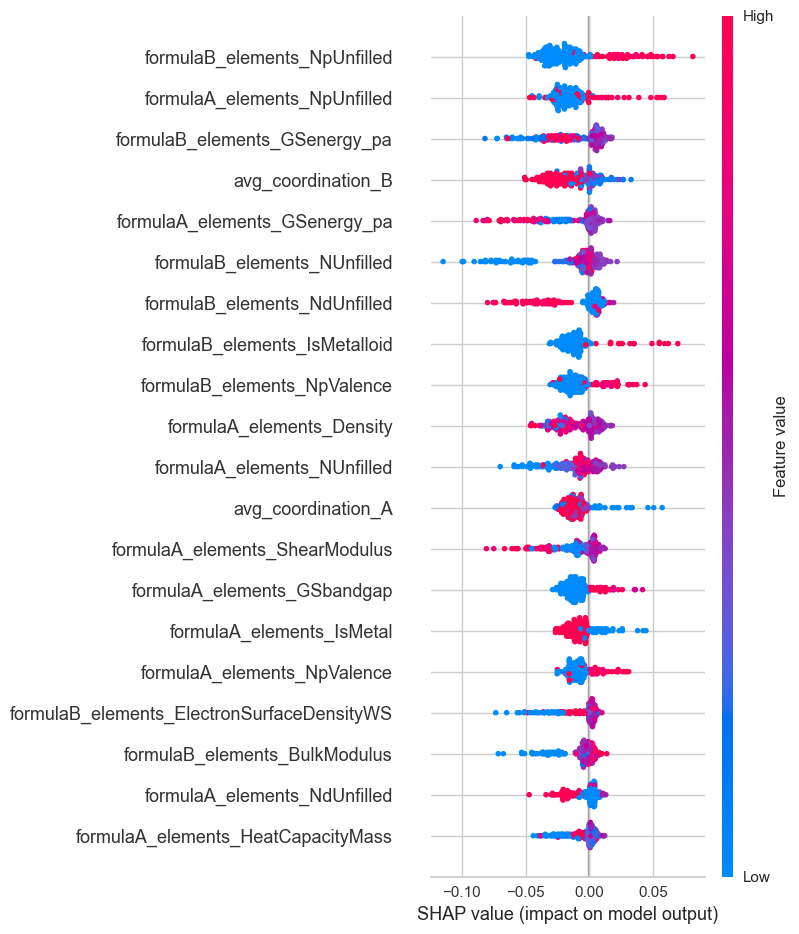 High
formulaB_elements_NpUnfilled
formulaA_elements_NpUnfilled
formulaB_elements_GSenergy_pa
avg_coordination_B
formulaA_elements_GSenergy_pa
formulaB_elements_NUnfilled
formulaB_elements_NdUnfilled
formulaB_elements_IsMetalloid
formulaB_elements_NpValence
formulaA_elements_Density
formulaA_elements_NUnfilled
avg_coordination_A
formulaA_elements_ShearModulus
formulaA_elements_GSbandgap
formulaA_elements_IsMetal
formulaA_elements_NpValence
formulaB_elements_ElectronSurfaceDensityWS
formulaB_elements_BulkModulus
formulaA_elements_NdUnfilled
formulaA_elements_HeatCapacityMass
Feature value
Low
−0.10 −0.05 0.00 0.05
SHAP value (impact on model output)